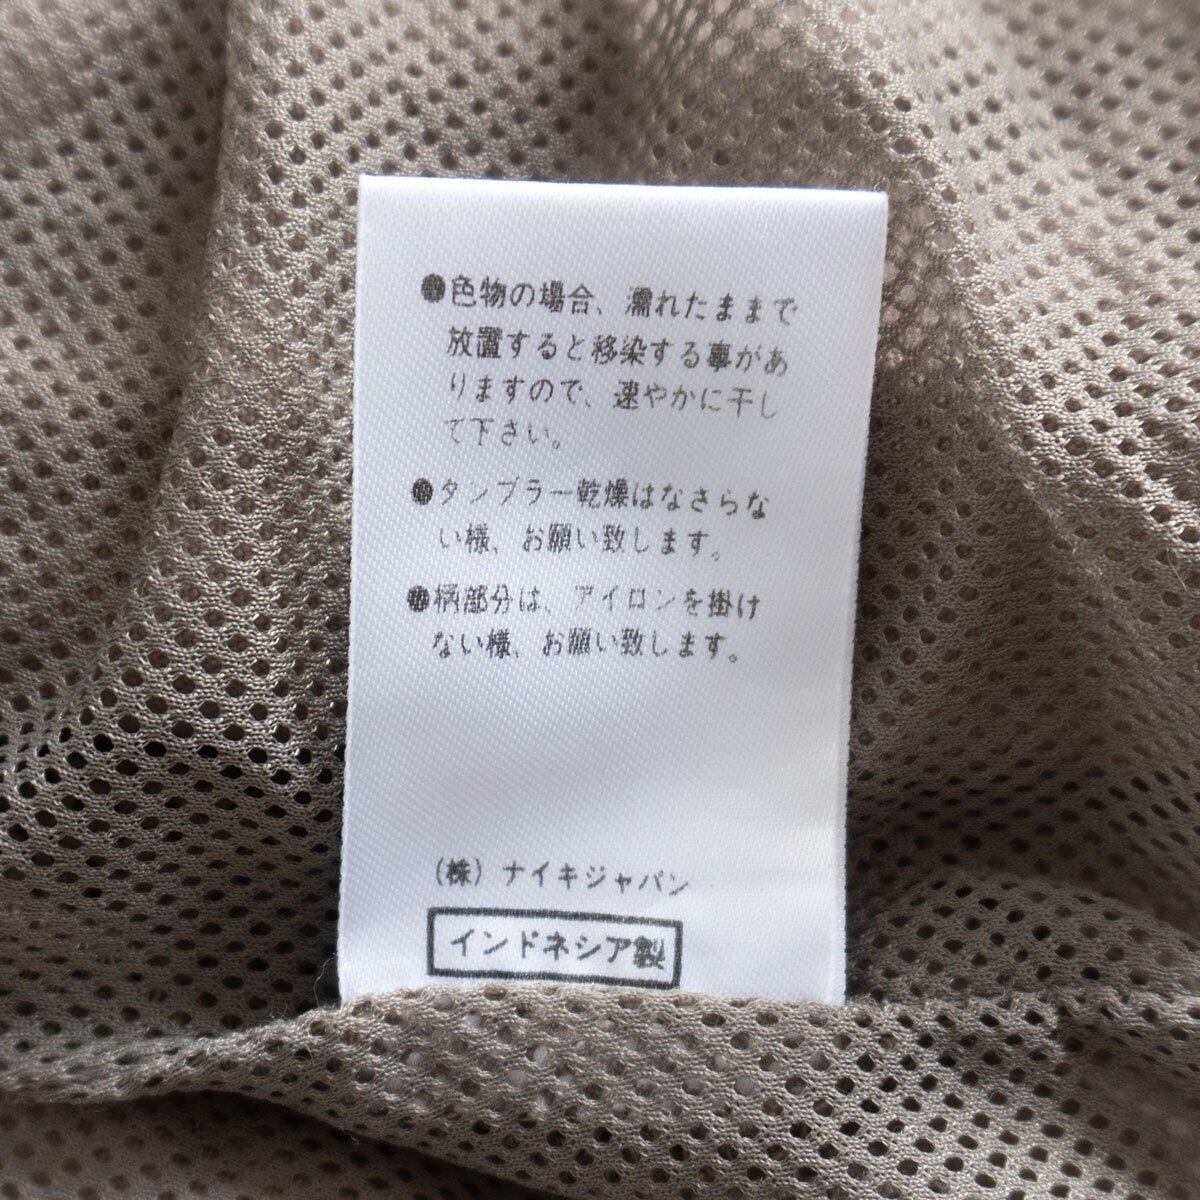 ●色物の場合、濡れたままで
放置すると移染する事があ
りますので、速やかに干し
て下さい。
●タンブラー乾燥はなさらな
い様、お願い致します。
●柄部分は、アイロンを掛け
ない様、お願い致します。
(株)ナイキジャパン
インドネシア製